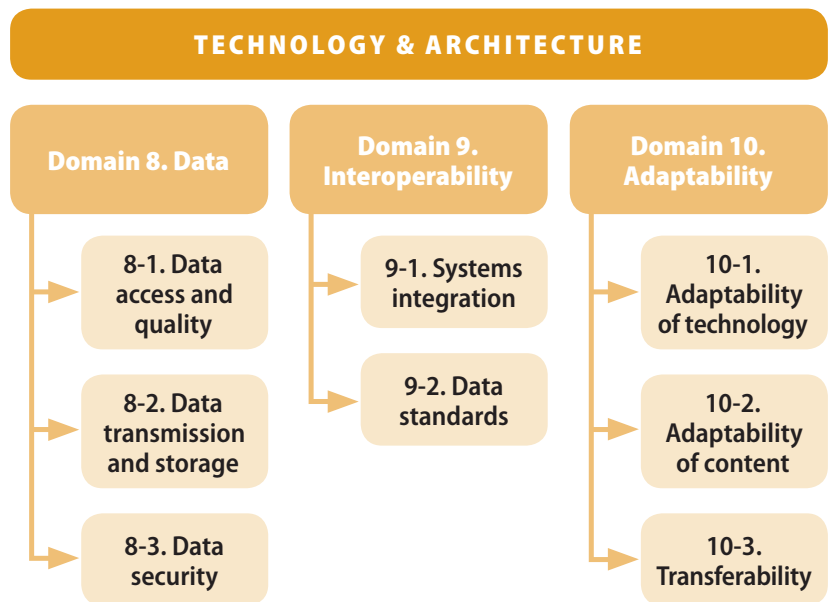 TECHNOLOGY & ARCHITECTURE
Domain 8. Data
8-1. Data
access and
quality
8-2. Data
transmission
and storage
8-3. Data
security
Domain 9.
Interoperability
9-1. Systems
integration
9-2. Data
standards
Domain 10.
Adaptability
10-1.
Adaptability
of technology
10-2.
Adaptability
of content
10-3.
Transferability